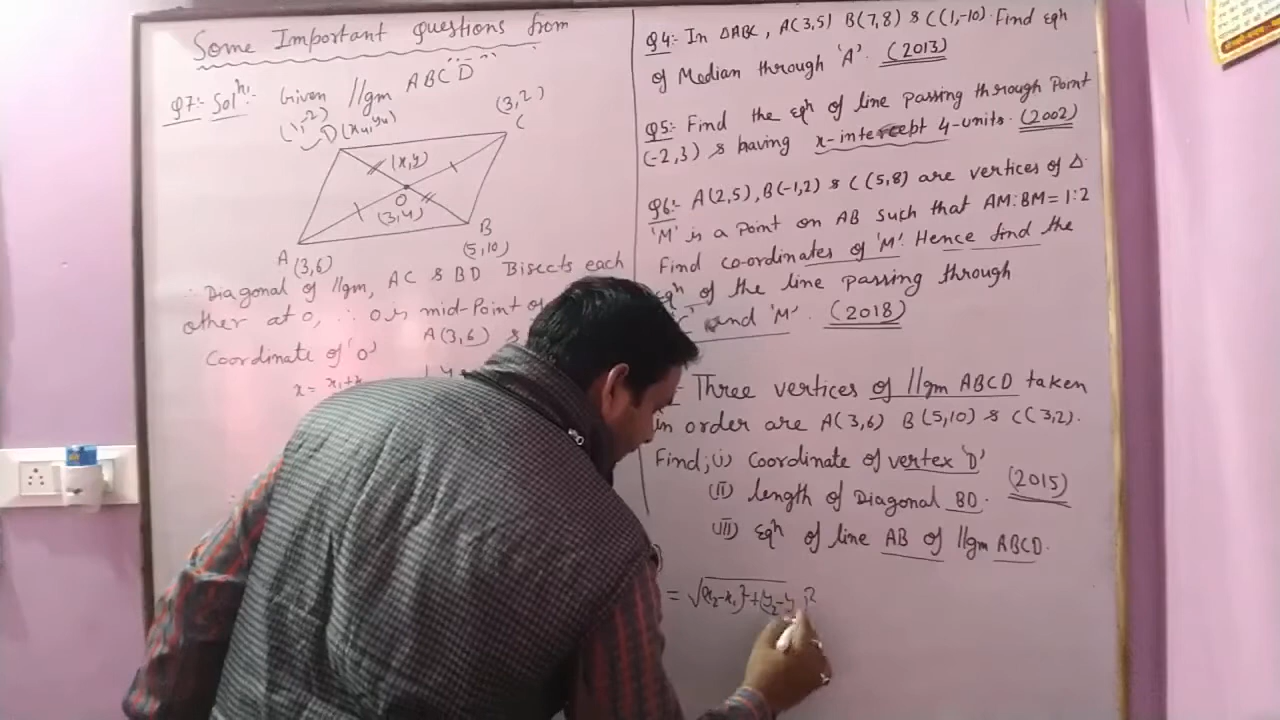 Some Important questions from
Q7:- Solⁿ:- Given //gm ABCD
(1,2)
D(x₄,y₄)
(3,2)
C
(x,y)
O
(3,4)
A
(3,6)
B
(5,10)
∴ Diagonal of //gm, AC & BD Bisects each
other at O, ∴ O is mid-Point of
Coordinate of 'O' A(3,6) &
x = x₁+x
Q4:- In ΔABC, A(3,5) B(7,8) & C(1,-10). Find eqⁿ
of Median through 'A'. (2013)
Q5:- Find the eqⁿ of line passing through Point
(-2,3) & having x-intercept 4-units. (2002)
Q6:- A(2,5), B(-1,2) & C(5,8) are vertices of Δ.
'M' is a point on AB such that AM:BM=1:2
Find co-ordinates of 'M'. Hence find the
eqⁿ of the line passing through
'C' and 'M'. (2018)
Three vertices of //gm ABCD taken
in order are A(3,6) B(5,10) & C(3,2).
Find; (i) Coordinate of vertex 'D'
(ii) length of Diagonal BD. (2015)
(iii) Eqⁿ of line AB of //gm ABCD.
= √(x₂-x₁)²+(y₂-y₁)²